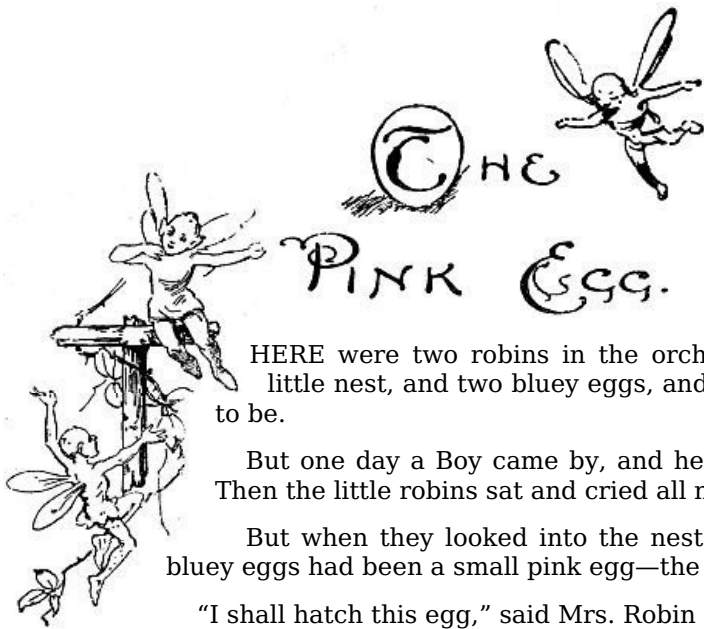 THE
PINK EGG.
HERE were two robins in the orch
little nest, and two bluey eggs, and
to be.
But one day a Boy came by, and he
Then the little robins sat and cried all
But when they looked into the nest
bluey eggs had been a small pink egg—the
“I shall hatch this egg,” said Mrs. Robin